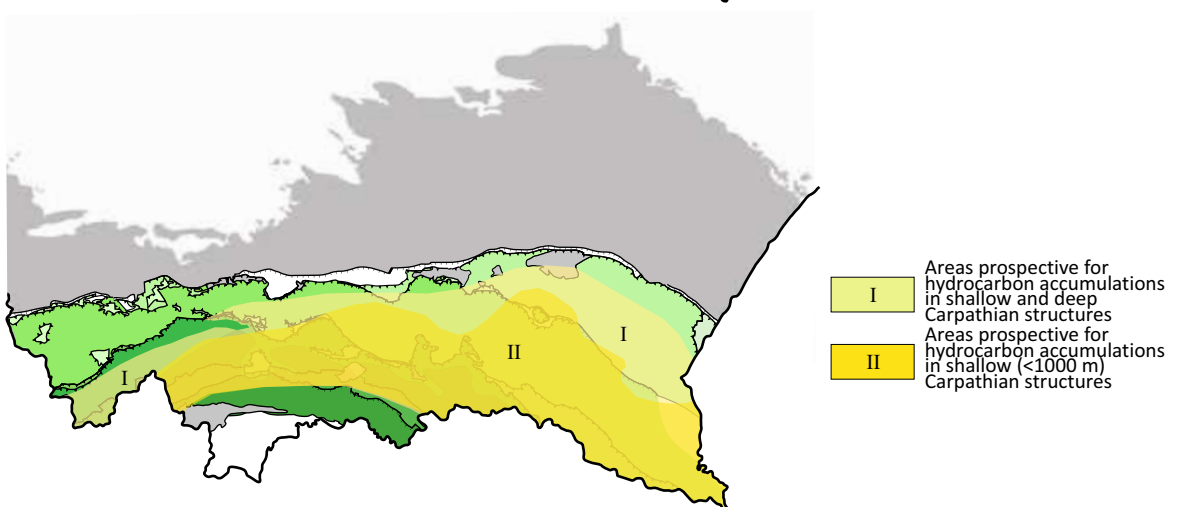 I
II
I
I
Areas prospective for
hydrocarbon accumulations
in shallow and deep
Carpathian structures
II
Areas prospective for
hydrocarbon accumulations
in shallow (<1000 m)
Carpathian structures